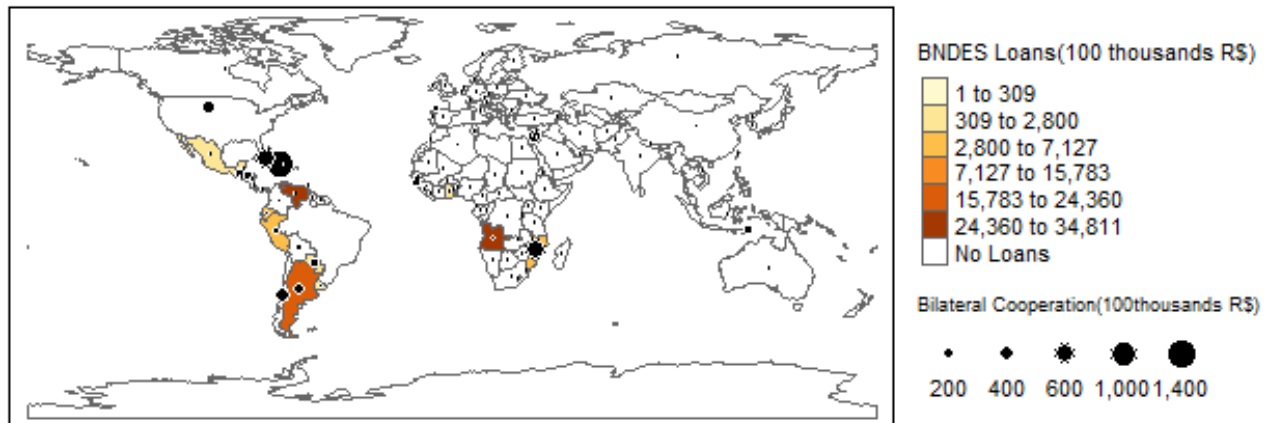 BNDES Loans(100 thousands R$)
1 to 309
309 to 2,800
2,800 to 7,127
7,127 to 15,783
15,783 to 24,360
24,360 to 34,811
No Loans
Bilateral Cooperation(100thousands R$)
200 400 600 1,000 1,400